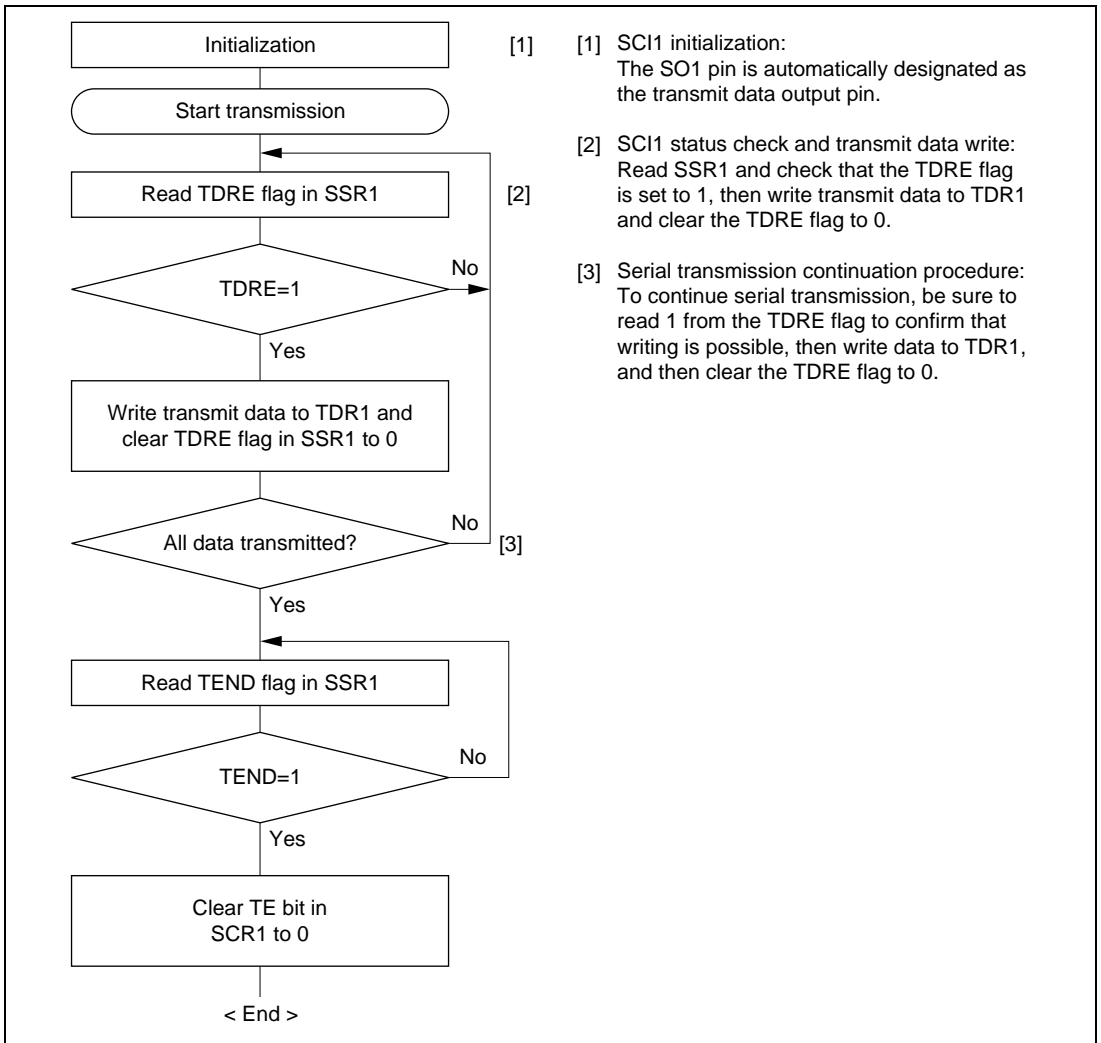 Initialization
[1]
Start transmission
Read TDRE flag in SSR1
[2]
TDRE=1
No
Yes
Write transmit data to TDR1 and
clear TDRE flag in SSR1 to 0
All data transmitted?
No
[3]
Yes
Read TEND flag in SSR1
TEND=1
No
Yes
Clear TE bit in
SCR1 to 0
< End >
[1] SCI1 initialization:
The SO1 pin is automatically designated as
the transmit data output pin.
[2] SCI1 status check and transmit data write:
Read SSR1 and check that the TDRE flag
is set to 1, then write transmit data to TDR1
and clear the TDRE flag to 0.
[3] Serial transmission continuation procedure:
To continue serial transmission, be sure to
read 1 from the TDRE flag to confirm that
writing is possible, then write data to TDR1,
and then clear the TDRE flag to 0.